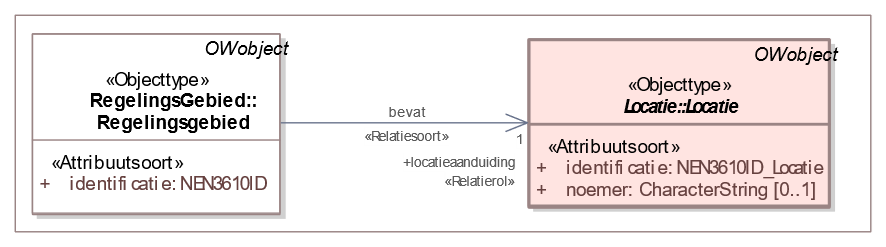 OWobject
«Objecttype»
RegelingsGebied::
Regelingsgebied
«Attribuutsoort»
+ identificatie: NEN3610ID
bevat
«Relatiesoort»
1
+locatieaanduiding
«Relatierol»
OWobject
«Objecttype»
Locatie::Locatie
«Attribuutsoort»
+ identificatie: NEN3610ID_Locatie
+ noemer: CharacterString [0..1]